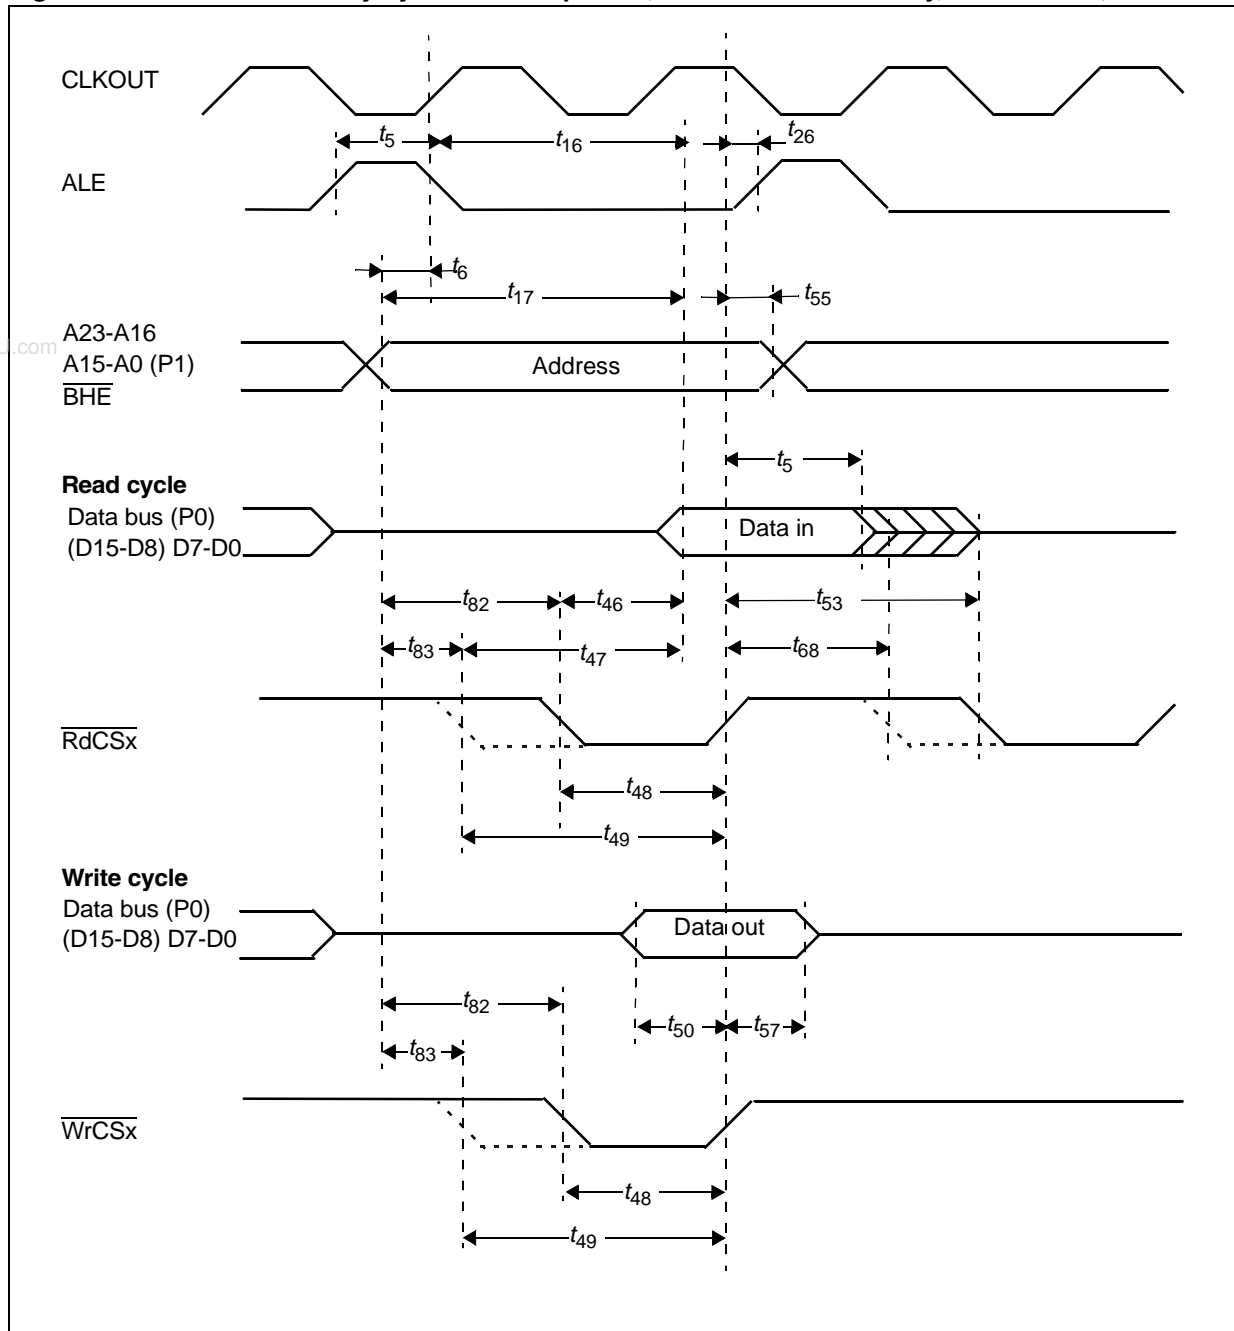 CLKOUT
t5
t16
t26
ALE
t6
t17
t55
A23-A16
A15-A0 (P1)
Address
BHE
t5
Read cycle
Data bus (P0)
Data in
(D15-D8) D7-D0
t82
t46
t53
t83
t47
t68
RdCSx
t48
t49
Write cycle
Data bus (P0)
Data out
(D15-D8) D7-D0
t82
t50
t57
t83
WrCSx
t48
t49